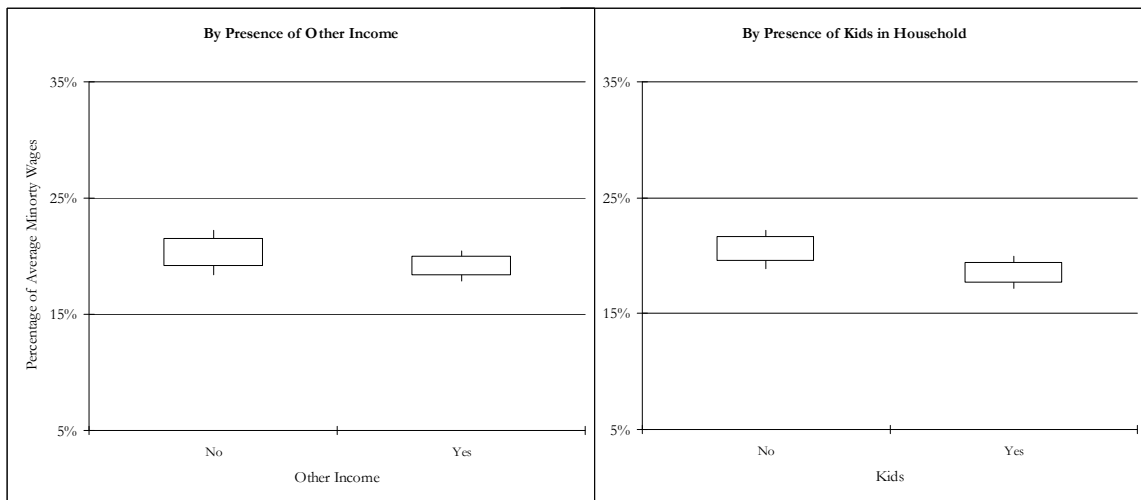 By Presence of Other Income
35%
25%
15%
5%
Percentage of Average Minorty Wages
No
Yes
Other Income
By Presence of Kids in Household
35%
25%
15%
5%
No
Yes
Kids